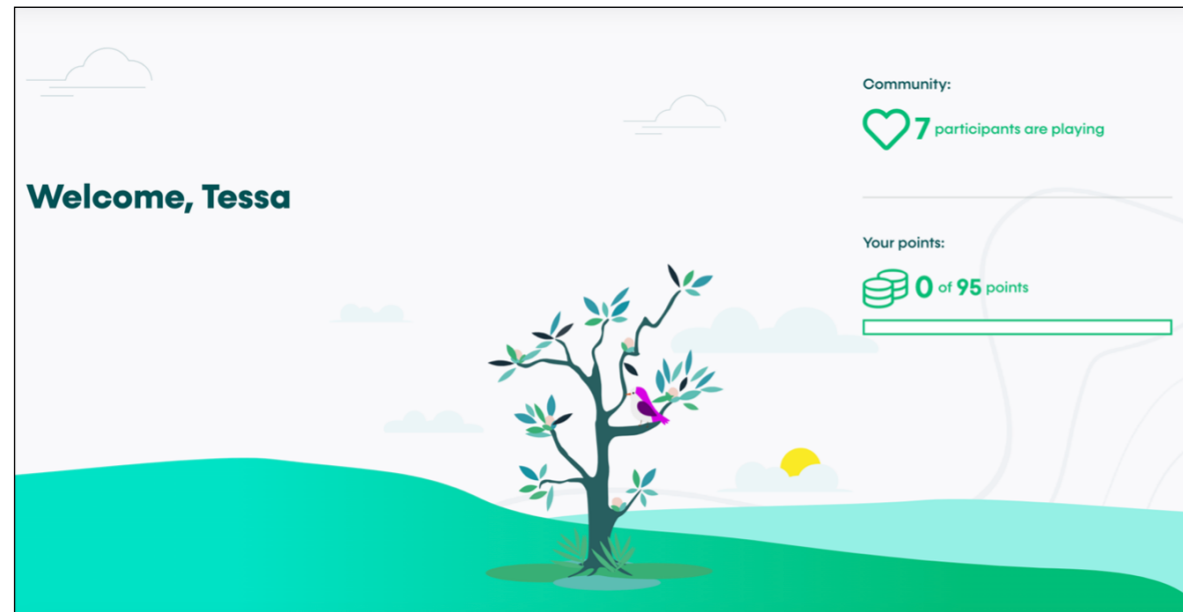 Welcome, Tessa
Community:
7 participants are playing
Your points:
0 of 95 points